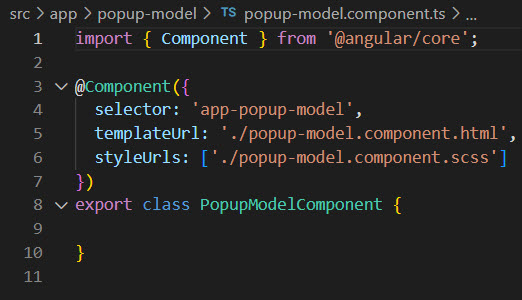 src > app > popup-model > TS popup-model.component.ts > ...
1 import { Component } from '@angular/core';
2
3 @Component({
4   selector: 'app-popup-model',
5   templateUrl: './popup-model.component.html',
6   styleUrls: ['./popup-model.component.scss']
7 })
8 export class PopupModelComponent {
9
10 }
11